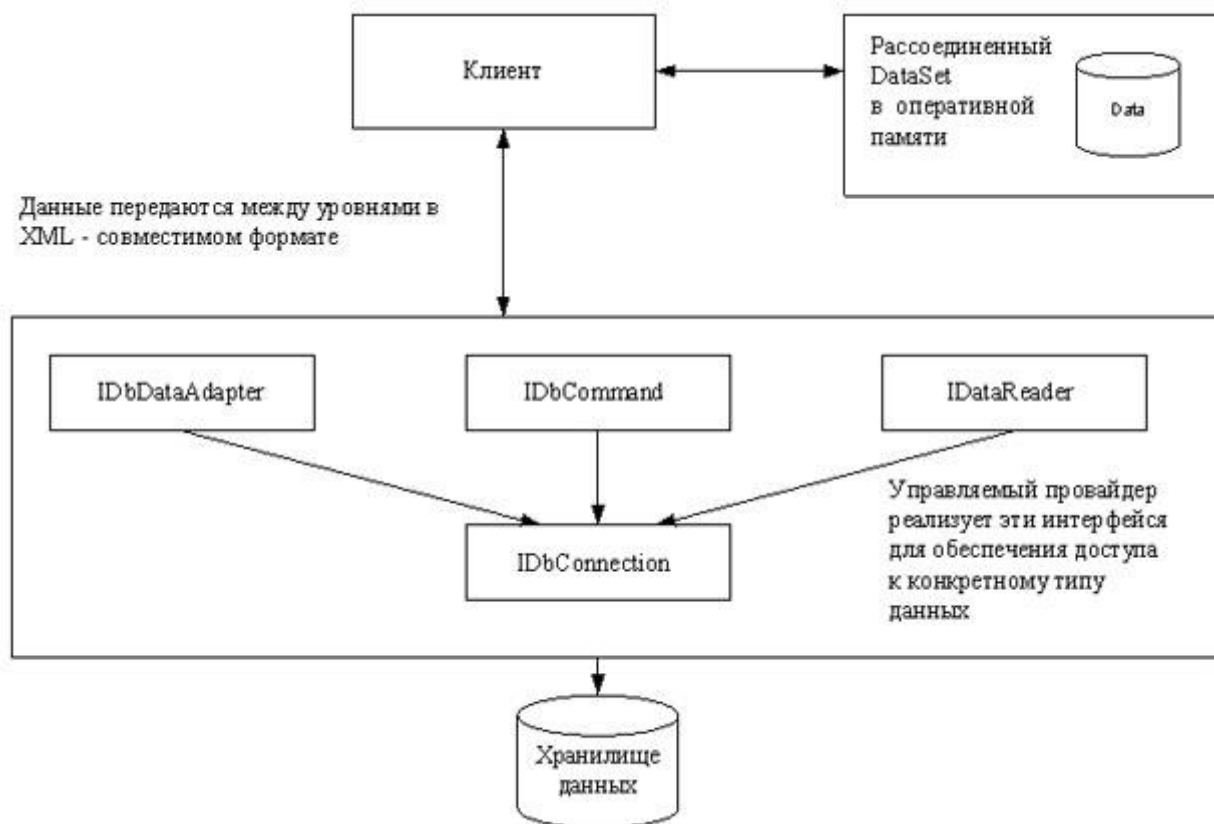 Клиент
Рассоединенный
DataSet
в оперативной
памяти
Data
Данные передаются между уровнями в
XML - совместимом формате
IDbDataAdapter
IDbCommand
IDataReader
Управляемый провайдер
реализует эти интерфейся
для обеспечения доступа
к конкретному типу
данных
IDbConnection
Хранилище
данных